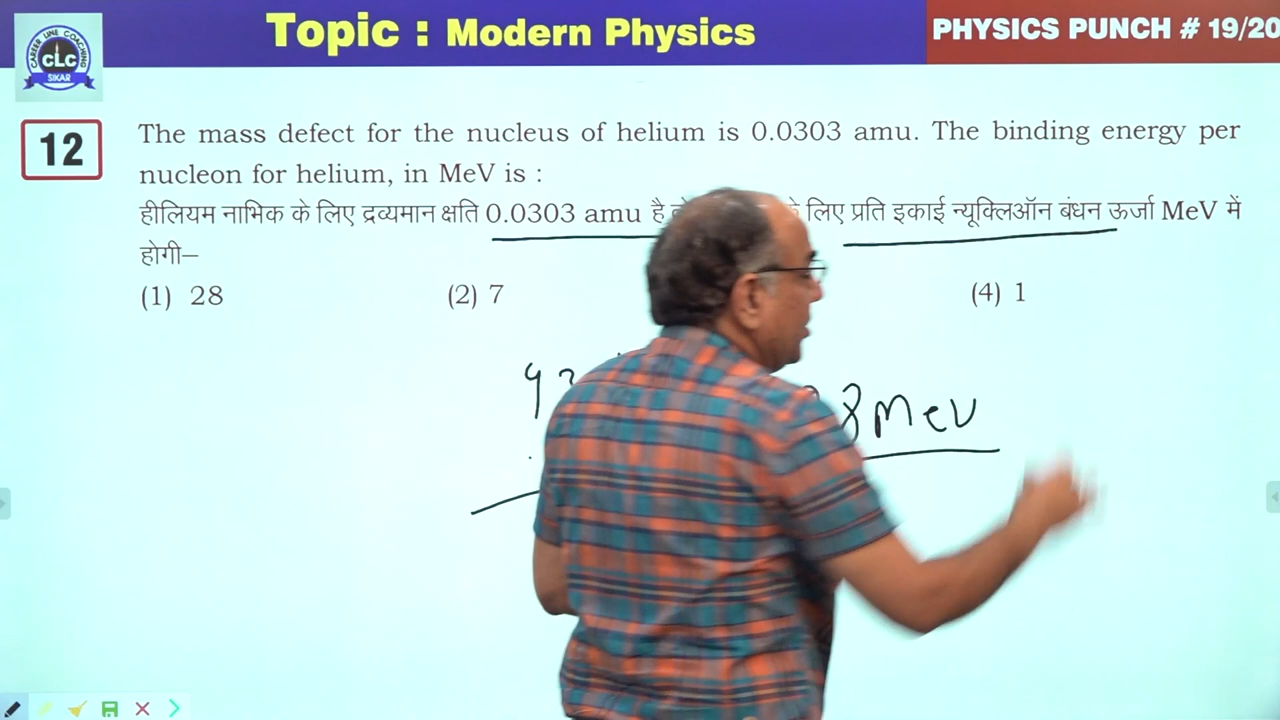 Topic : Modern Physics
PHYSICS PUNCH # 19/20
CAREER LINE COACHING
CLC
SIKAR
12
The mass defect for the nucleus of helium is 0.0303 amu. The binding energy per
nucleon for helium, in MeV is :
हीलियम नाभिक के लिए द्रव्यमान क्षति 0.0303 amu है लिए प्रति इकाई न्यूक्लिऑन बंधन ऊर्जा MeV में
होगी–
(1) 28
(2) 7
(4) 1
8 MeV